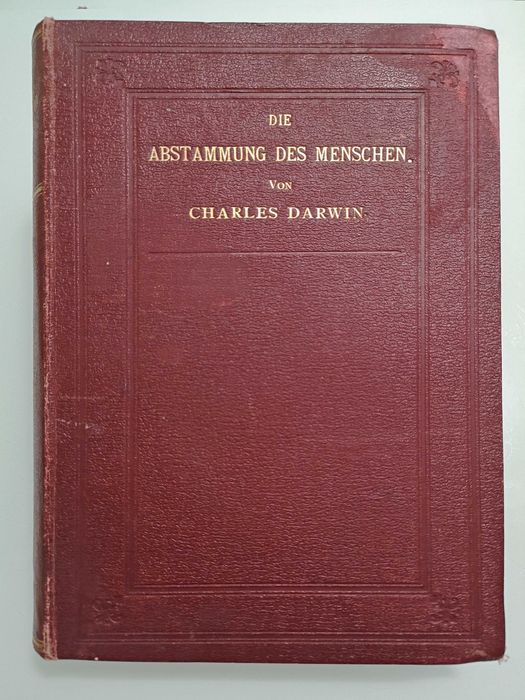 DIE
ABSTAMMUNG DES MENSCHEN.
VON
CHARLES DARWIN.